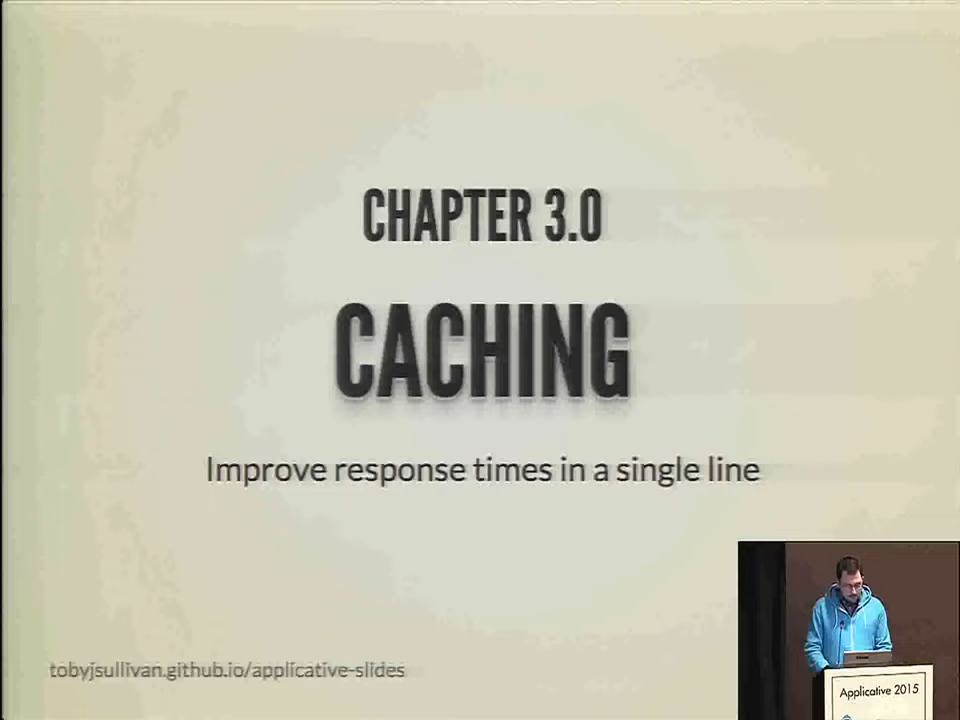 CHAPTER 3.0
CACHING
Improve response times in a single line
tobyjsullivan.github.io/applicative-slides
Applicative 2015